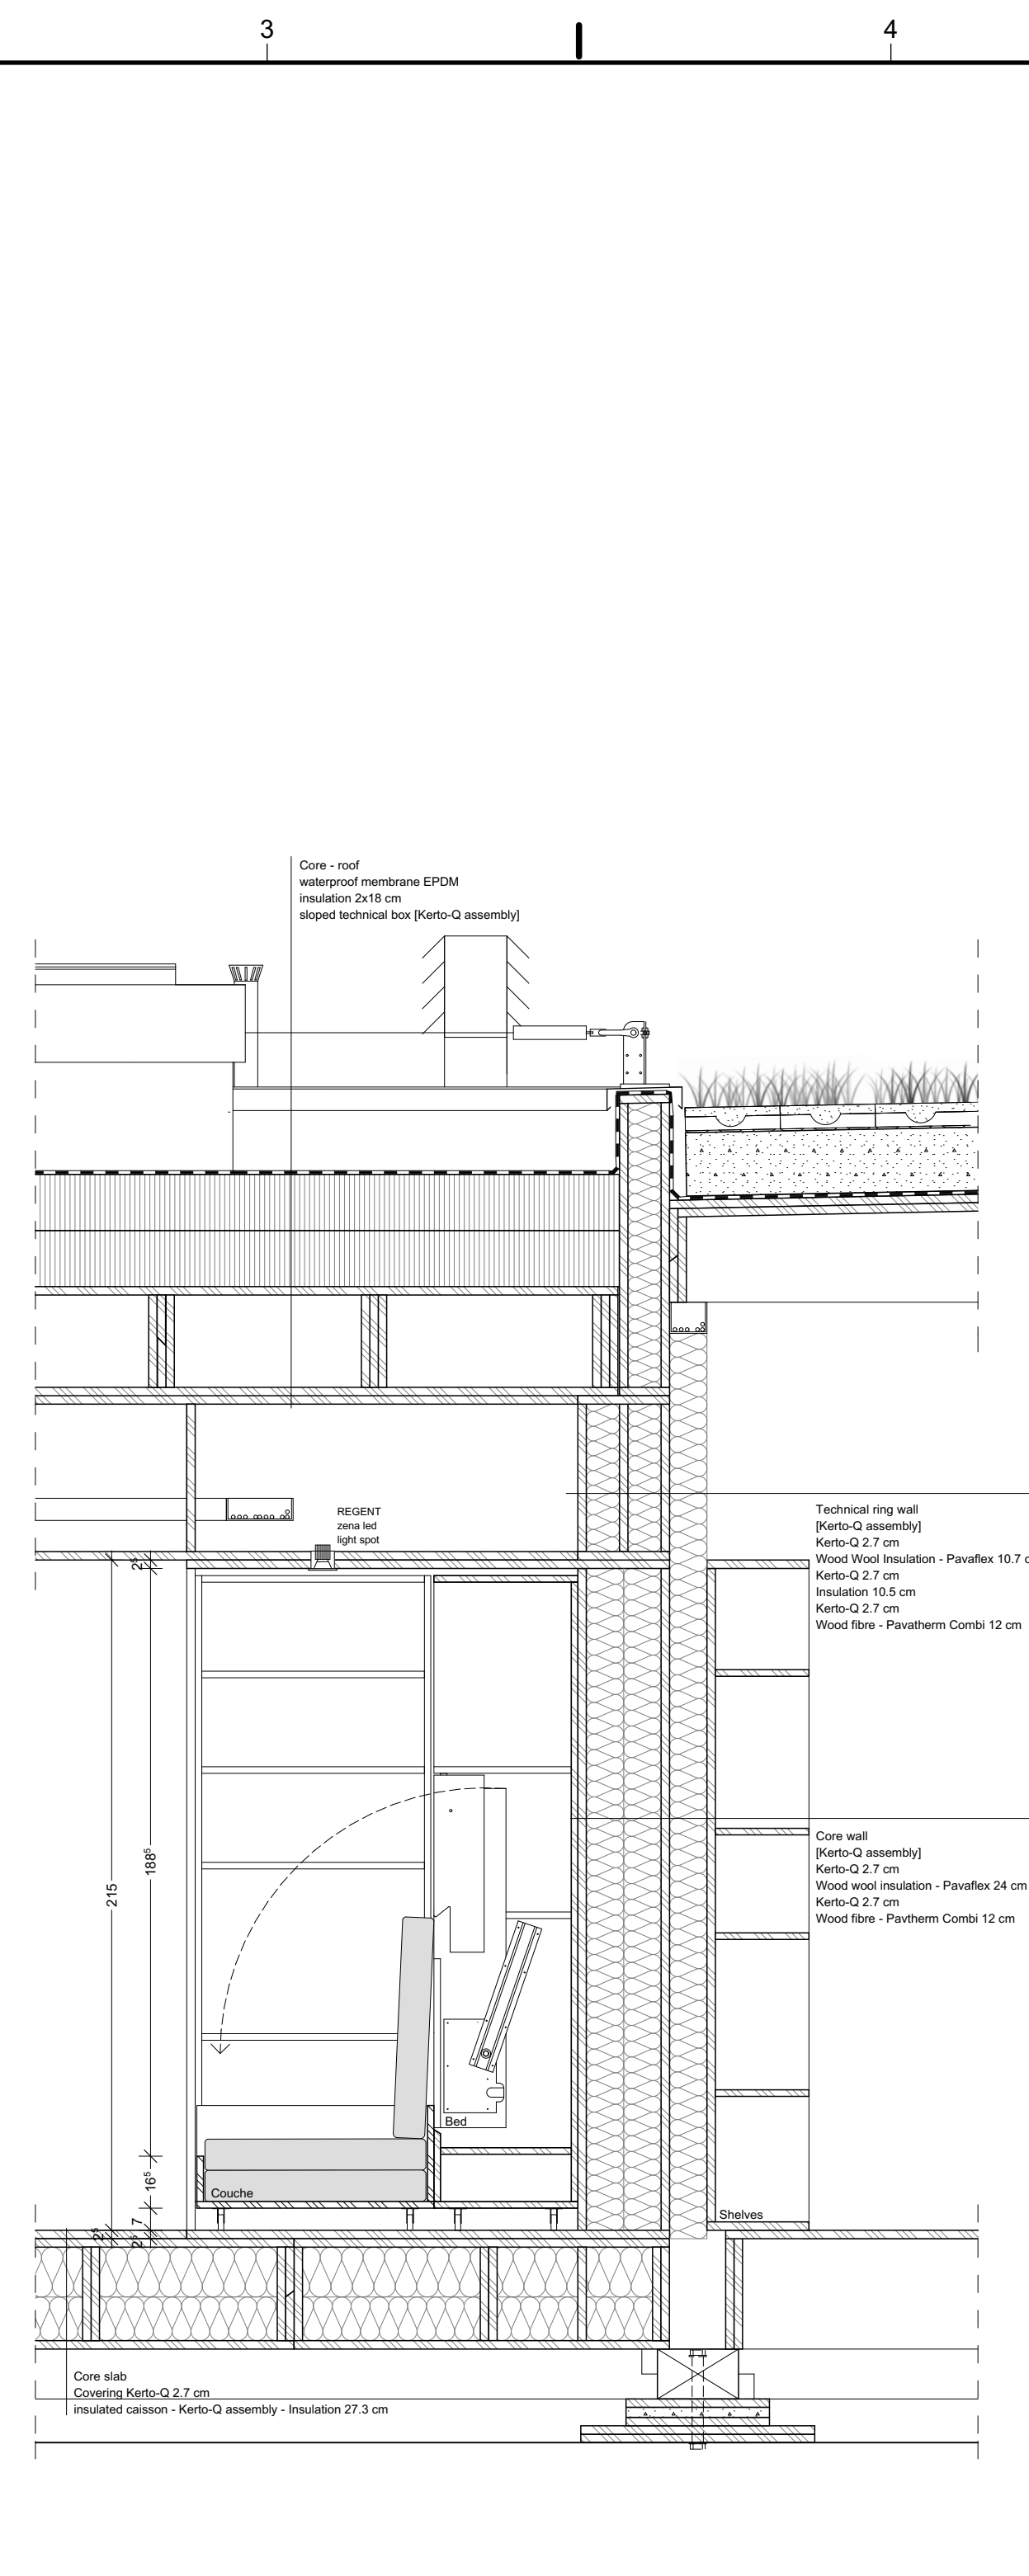 3
4
Core - roof
waterproof membrane EPDM
insulation 2x18 cm
sloped technical box [Kerto-Q assembly]
REGENT
zena led
light spot
Technical ring wall
[Kerto-Q assembly]
Kerto-Q 2.7 cm
Wood Wool Insulation - Pavaflex 10.7 c
Kerto-Q 2.7 cm
Insulation 10.5 cm
Kerto-Q 2.7 cm
Wood fibre - Pavatherm Combi 12 cm
2⁵
188⁵
215
Core wall
[Kerto-Q assembly]
Kerto-Q 2.7 cm
Wood wool insulation - Pavaflex 24 cm
Kerto-Q 2.7 cm
Wood fibre - Pavtherm Combi 12 cm
Bed
Couche
16⁵
7
Shelves
2⁵
2⁵
Core slab
Covering Kerto-Q 2.7 cm
insulated caisson - Kerto-Q assembly - Insulation 27.3 cm